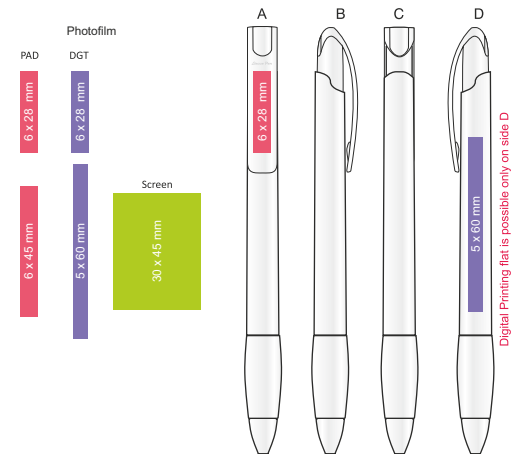 Photofilm
PAD
DGT
6 x 28 mm
6 x 28 mm
6 x 45 mm
5 x 60 mm
Screen
30 x 45 mm
A
B
C
D
6 x 28 mm
5 x 60 mm
Digital Printing flat is possible only on side D